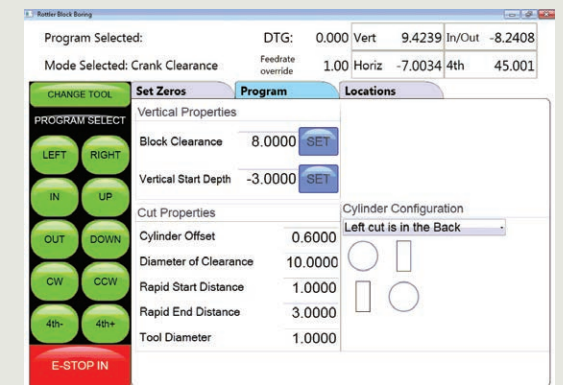 Rottler Block Boring
Program Selected: DTG: 0.000 Vert 9.4239 In/Out -8.2408
Mode Selected: Crank Clearance Feedrate override 1.00 Horiz -7.0034 4th 45.001
CHANGE TOOL
PROGRAM SELECT
LEFT RIGHT
IN UP
OUT DOWN
CW CCW
4th- 4th+
E-STOP IN
Set Zeros Program Locations
Vertical Properties
Block Clearance 8.0000 SET
Vertical Start Depth -3.0000 SET
Cut Properties
Cylinder Offset 0.6000
Diameter of Clearance 10.0000
Rapid Start Distance 1.0000
Rapid End Distance 3.0000
Tool Diameter 1.0000
Cylinder Configuration
Left cut is in the Back